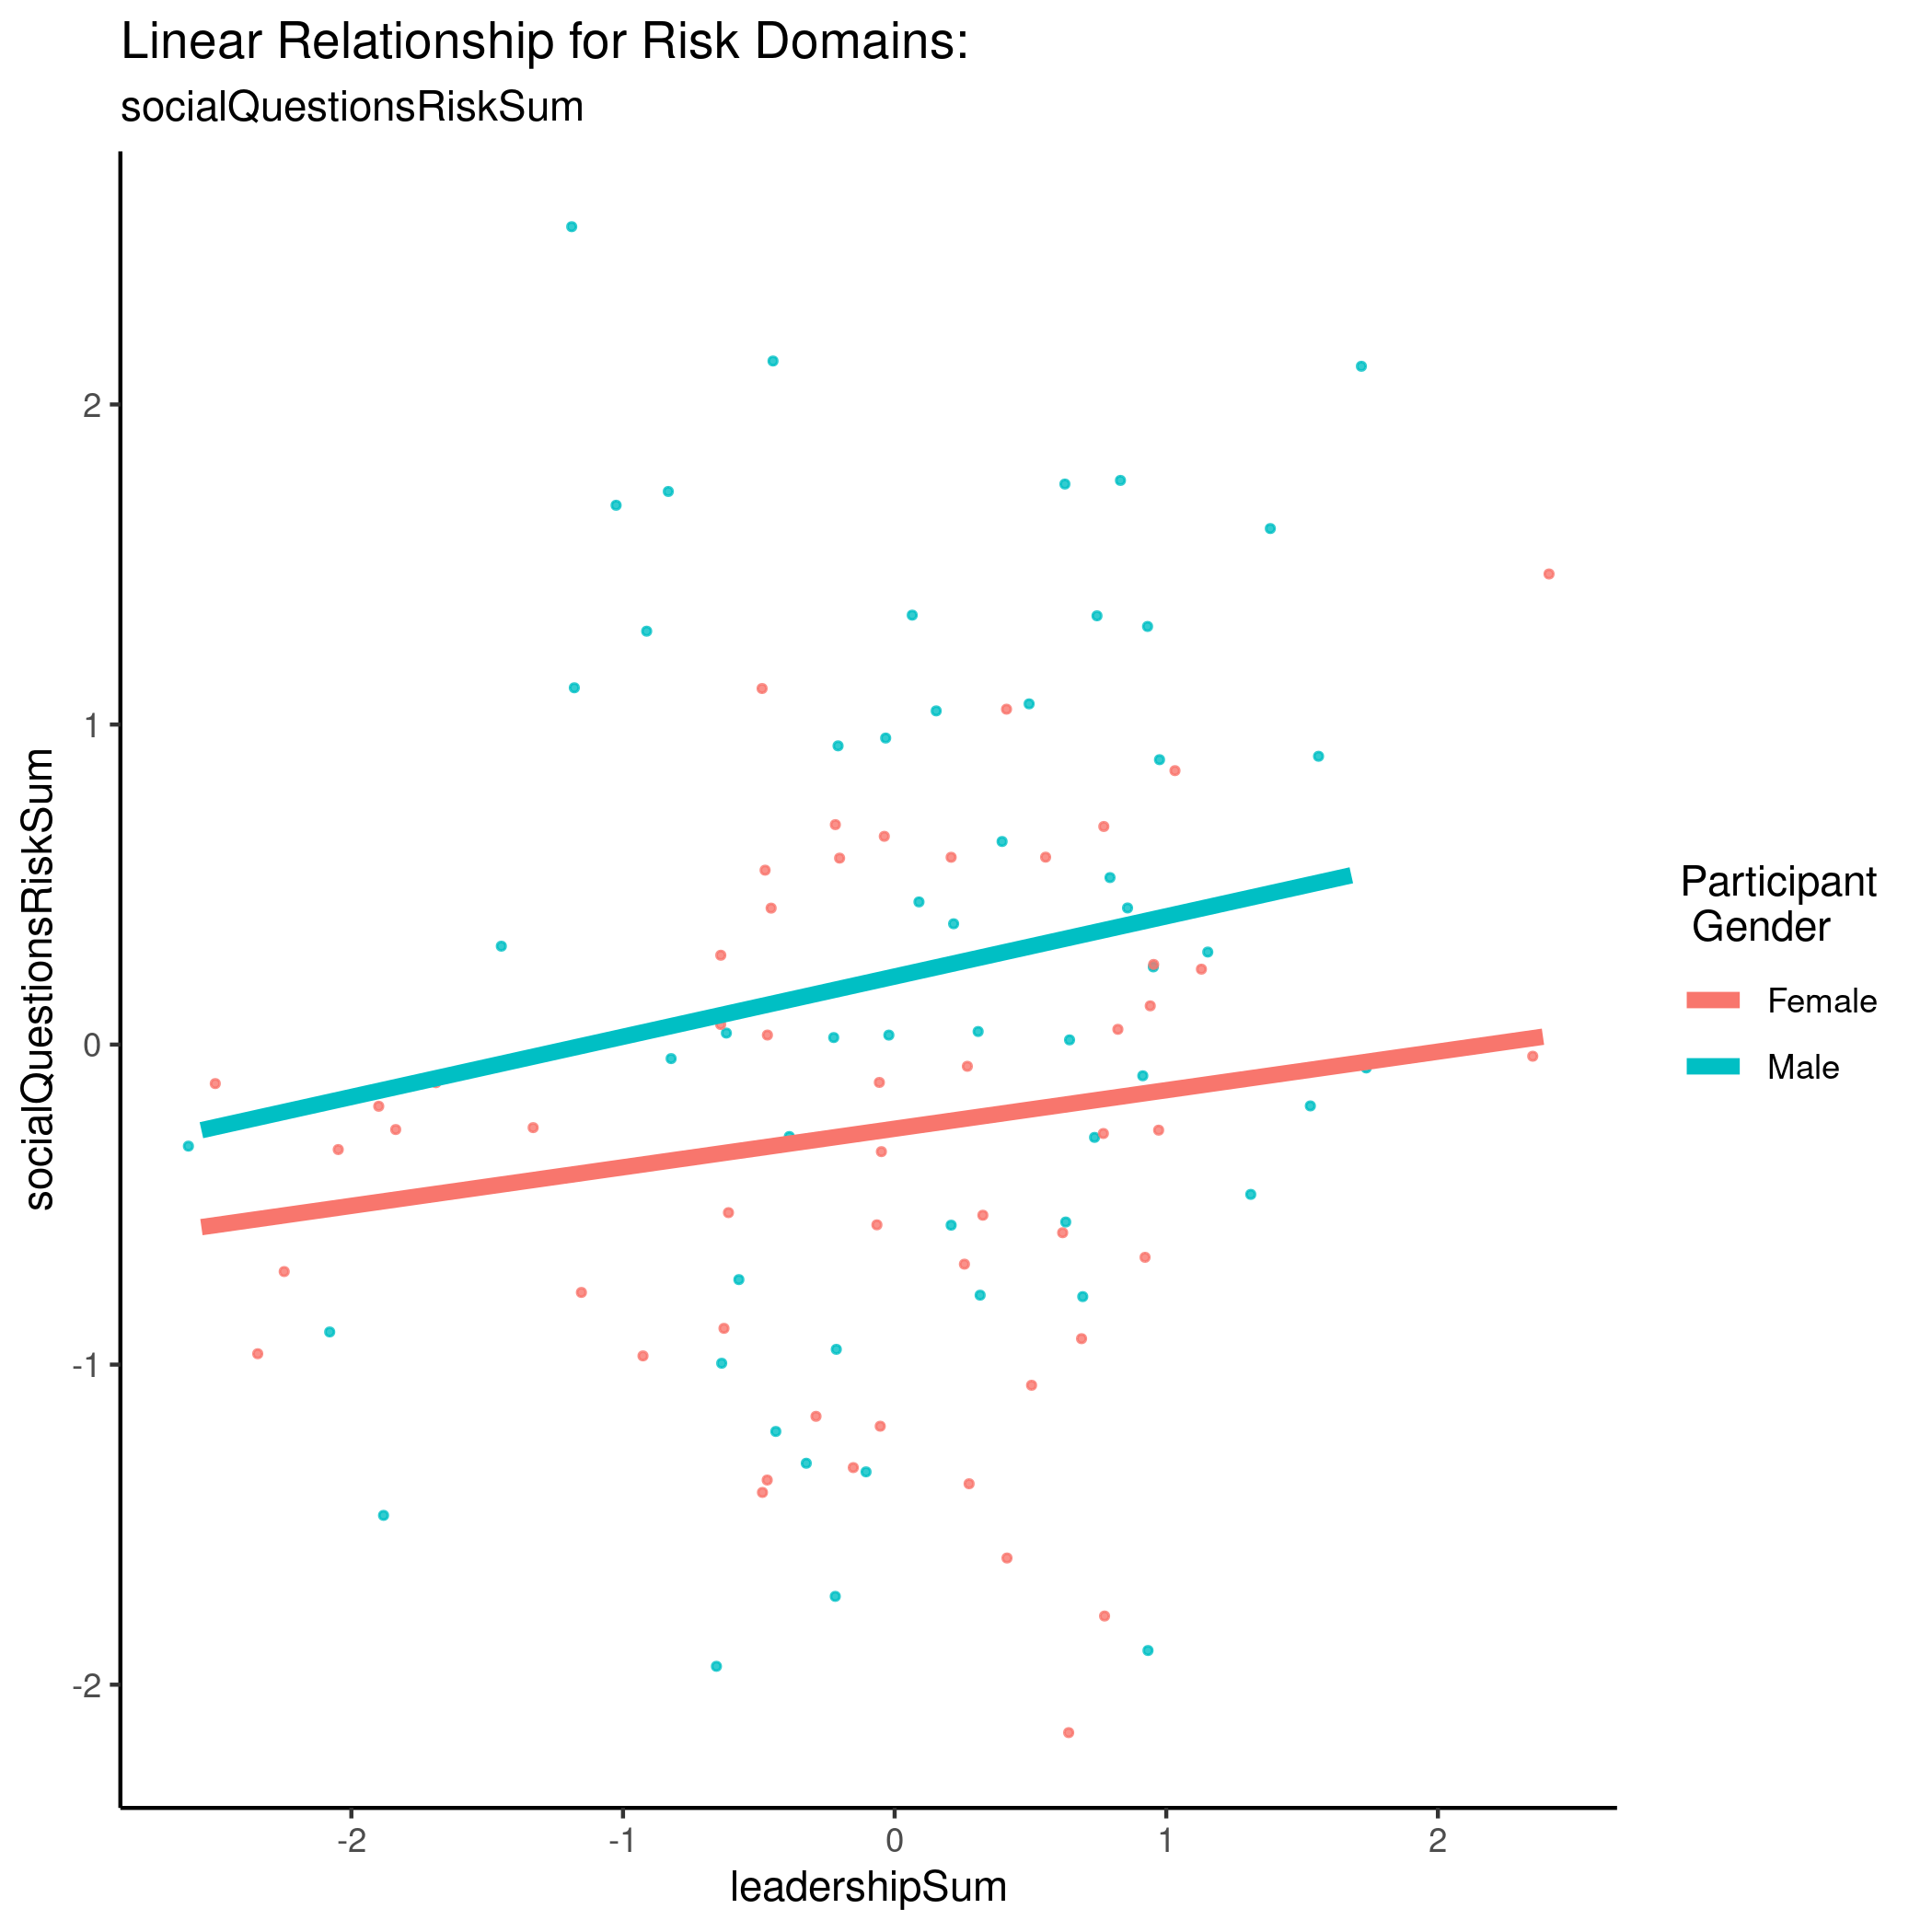 Linear Relationship for Risk Domains:
socialQuestionsRiskSum
socialQuestionsRiskSum
2
1
0
-1
-2
-2
-1
0
1
2
leadershipSum
Participant
Gender
Female
Male